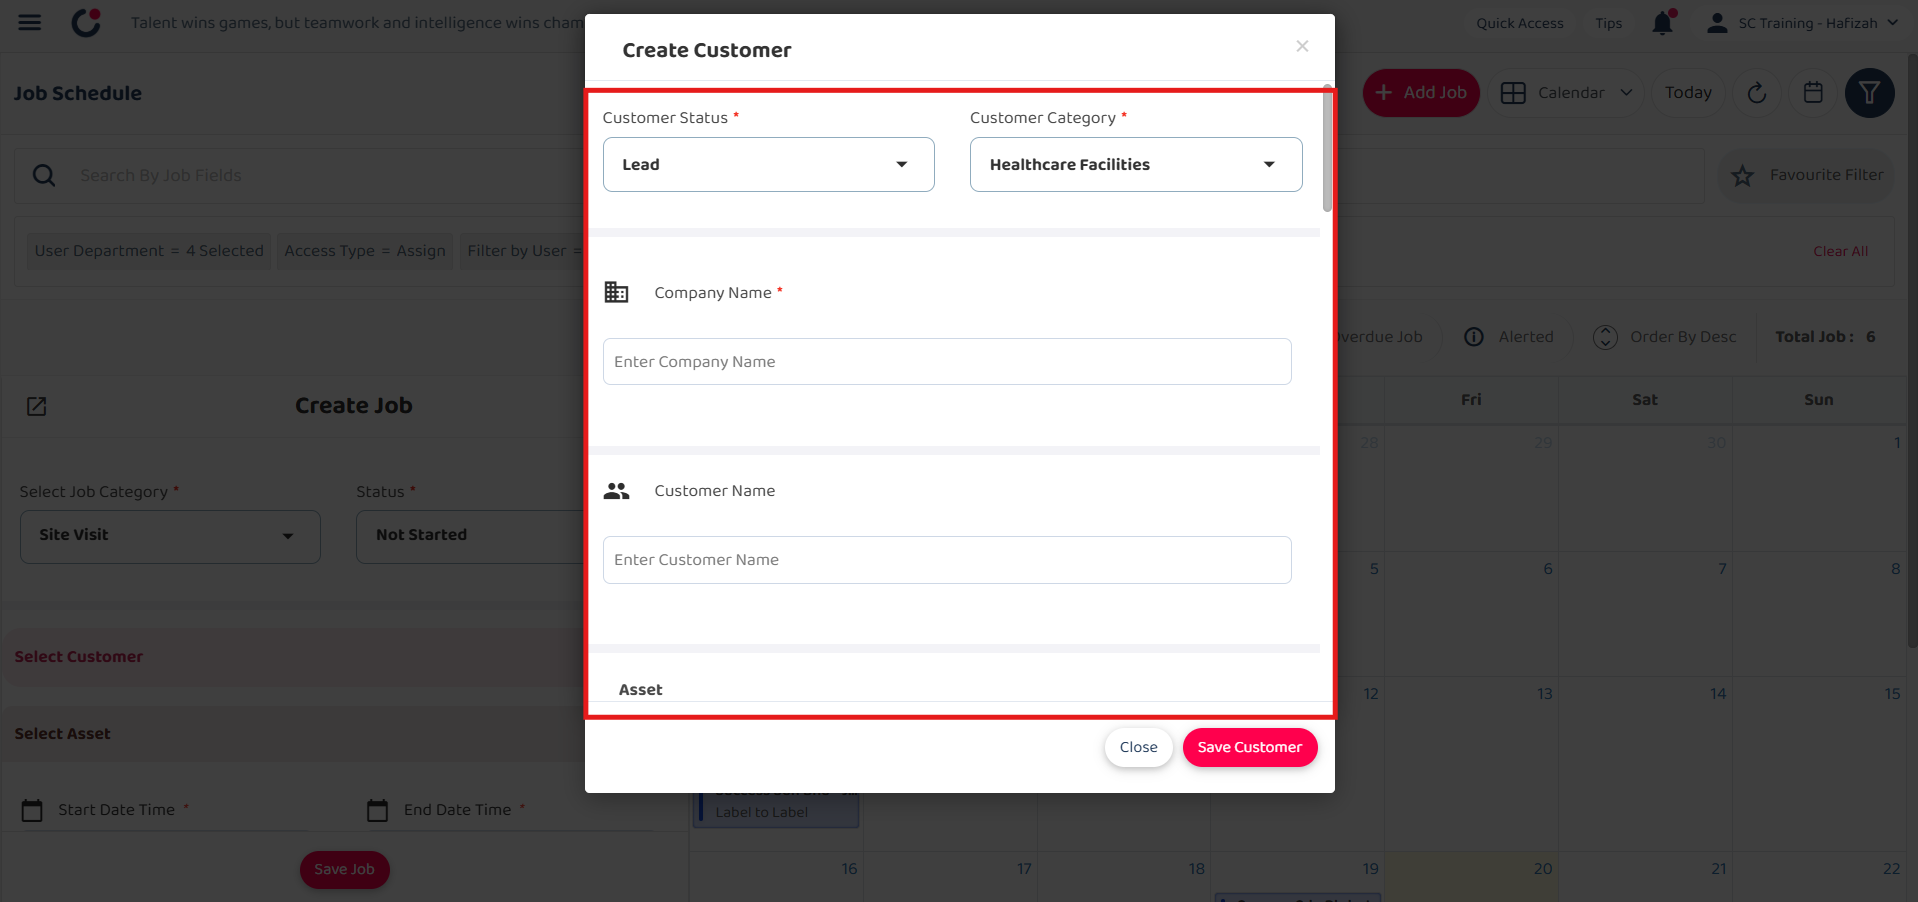 Talent wins games, but teamwork and intelligence wins cham
Quick Access
Tips
SC Training - Hafizah
Create Customer
×
Job Schedule
+ Add Job
Calendar
Today
Customer Status *
Customer Category *
Lead
Healthcare Facilities
Search By Job Fields
Favourite Filter
User Department = 4 Selected
Access Type = Assign
Filter by User =
Clear All
Company Name *
Enter Company Name
Overdue Job
Alerted
Order By Desc
Total Job : 6
Create Job
Fri
Sat
Sun
28
29
30
1
Customer Name
Select Job Category *
Status *
Site Visit
Not Started
Enter Customer Name
5
6
7
8
Select Customer
Asset
12
13
14
15
Select Asset
Close
Save Customer
Start Date Time *
End Date Time *
Label to Label
Save Job
16
17
18
19
20
21
22